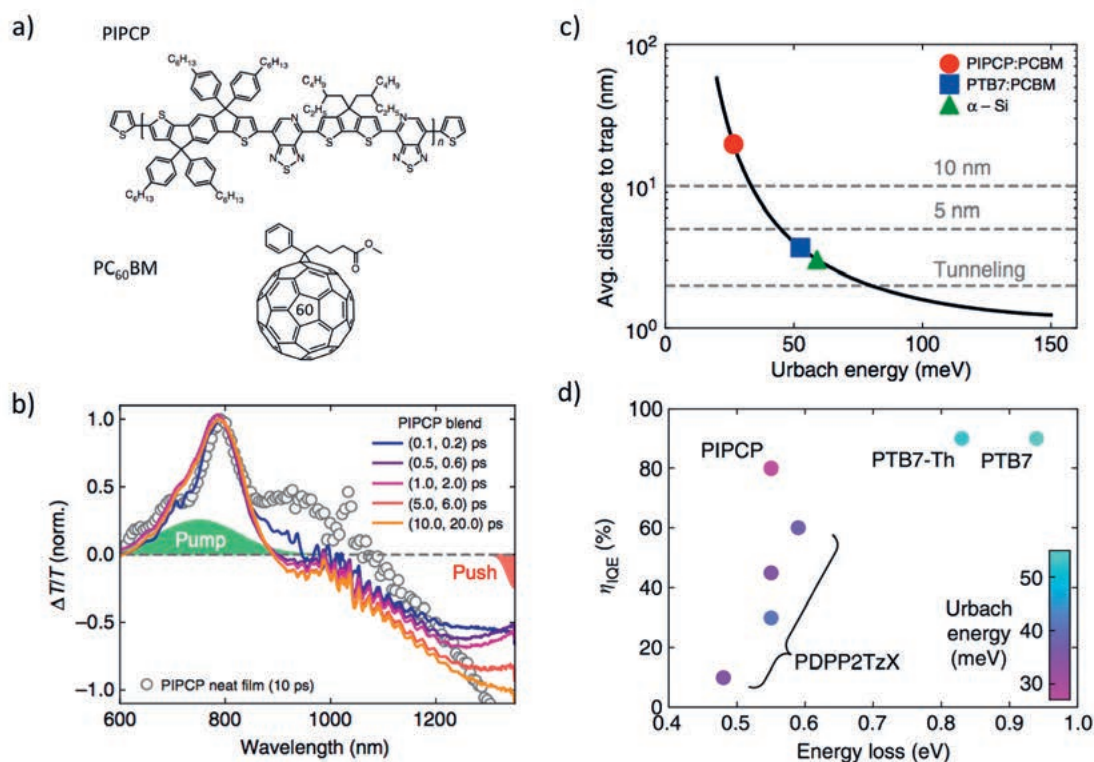 a)
PIPCP
C₆H₁₃
C₆H₁₃
C₄H₉
C₄H₉
C₂H₅
C₂H₅
S
S
S
N
N
N
S
N
S
S
N
N
N
S
n
S
C₆H₁₃
C₆H₁₃
PC₆₀BM
O
O
60
b)
ΔT/T (norm.)
1.0
0.5
0.0
−0.5
−1.0
PIPCP blend
(0.1, 0.2) ps
(0.5, 0.6) ps
(1.0, 2.0) ps
(5.0, 6.0) ps
(10.0, 20.0) ps
Pump
Push
PIPCP neat film (10 ps)
600 800 1000 1200
Wavelength (nm)
c)
Avg. distance to trap (nm)
10²
10¹
10⁰
PIPCP:PCBM
PTB7:PCBM
α – Si
10 nm
5 nm
Tunneling
0 50 100 150
Urbach energy (meV)
d)
ηIQE (%)
100
80
60
40
20
0
PIPCP
PTB7-Th
PTB7
PDPP2TzX
Urbach
energy
(meV)
50
40
30
0.4 0.5 0.6 0.7 0.8 0.9 1.0
Energy loss (eV)